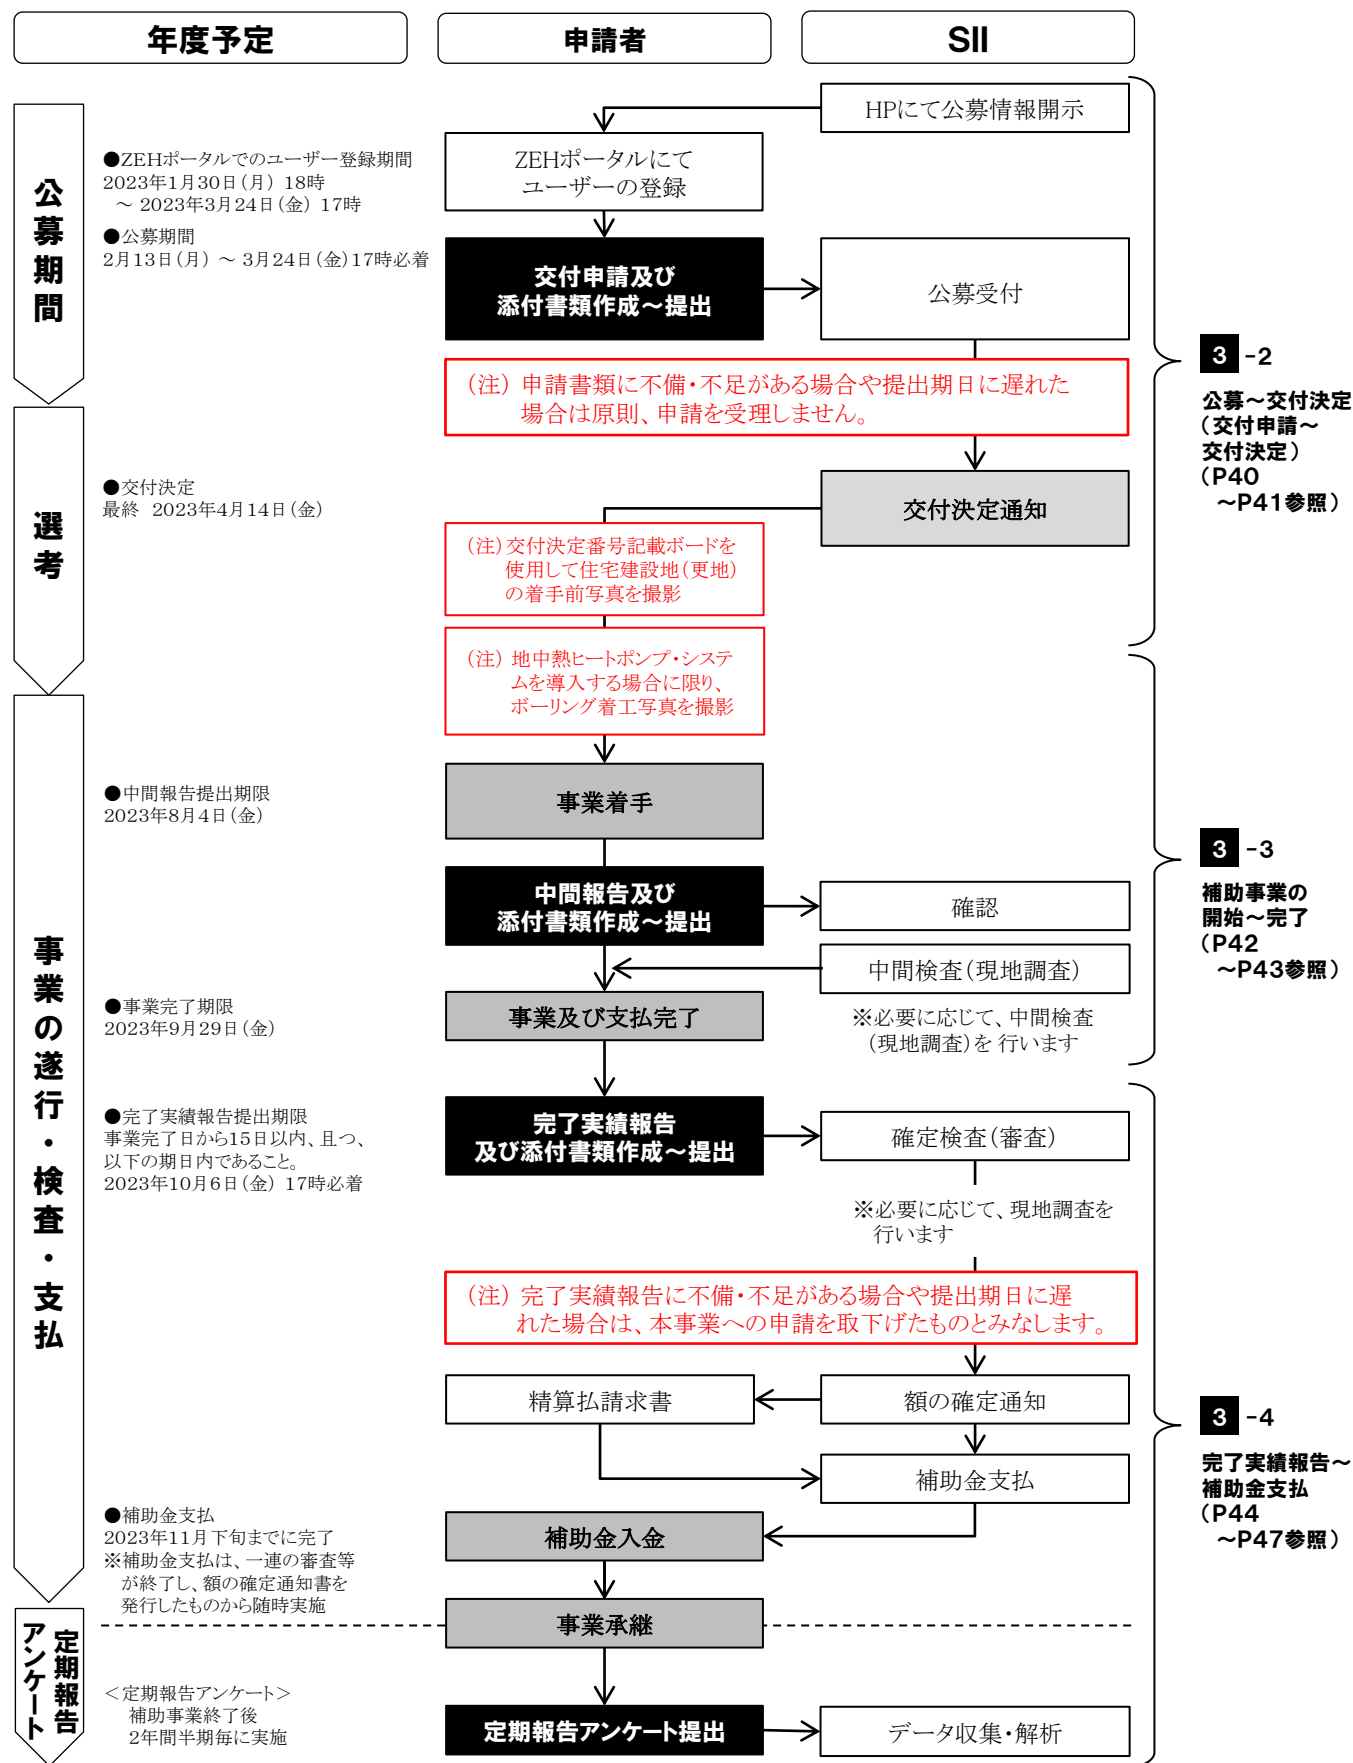 年度予定
申請者
SII
公募期間
選考
事業の遂行・検査・支払
定期報告
アンケート
●ZEHポータルでのユーザー登録期間
2023年1月30日(月) 18時
～ 2023年3月24日(金) 17時
●公募期間
2月13日(月) ～ 3月24日(金)17時必着
●交付決定
最終 2023年4月14日(金)
●中間報告提出期限
2023年8月4日(金)
●事業完了期限
2023年9月29日(金)
●完了実績報告提出期限
事業完了日から15日以内、且つ、
以下の期日内であること。
2023年10月6日(金) 17時必着
●補助金支払
2023年11月下旬までに完了
※補助金支払は、一連の審査等
が終了し、額の確定通知書を
発行したものから随時実施
＜定期報告アンケート＞
補助事業終了後
2年間半期毎に実施
HPにて公募情報開示
ZEHポータルにて
ユーザーの登録
交付申請及び
添付書類作成～提出
公募受付
(注) 申請書類に不備・不足がある場合や提出期日に遅れた
場合は原則、申請を受理しません。
交付決定通知
(注)交付決定番号記載ボードを
使用して住宅建設地(更地)
の着手前写真を撮影
(注) 地中熱ヒートポンプ・システ
ムを導入する場合に限り、
ボーリング着工写真を撮影
事業着手
中間報告及び
添付書類作成～提出
確認
中間検査(現地調査)
事業及び支払完了
※必要に応じて、中間検査
(現地調査)を 行います
完了実績報告
及び添付書類作成～提出
確定検査(審査)
※必要に応じて、現地調査を
行います
(注) 完了実績報告に不備・不足がある場合や提出期日に遅
れた場合は、本事業への申請を取下げたものとみなします。
精算払請求書
額の確定通知
補助金支払
補助金入金
事業承継
定期報告アンケート提出
データ収集・解析
3 -2
公募～交付決定
(交付申請～
交付決定)
(P40
～P41参照)
3 -3
補助事業の
開始～完了
(P42
～P43参照)
3 -4
完了実績報告～
補助金支払
(P44
～P47参照)